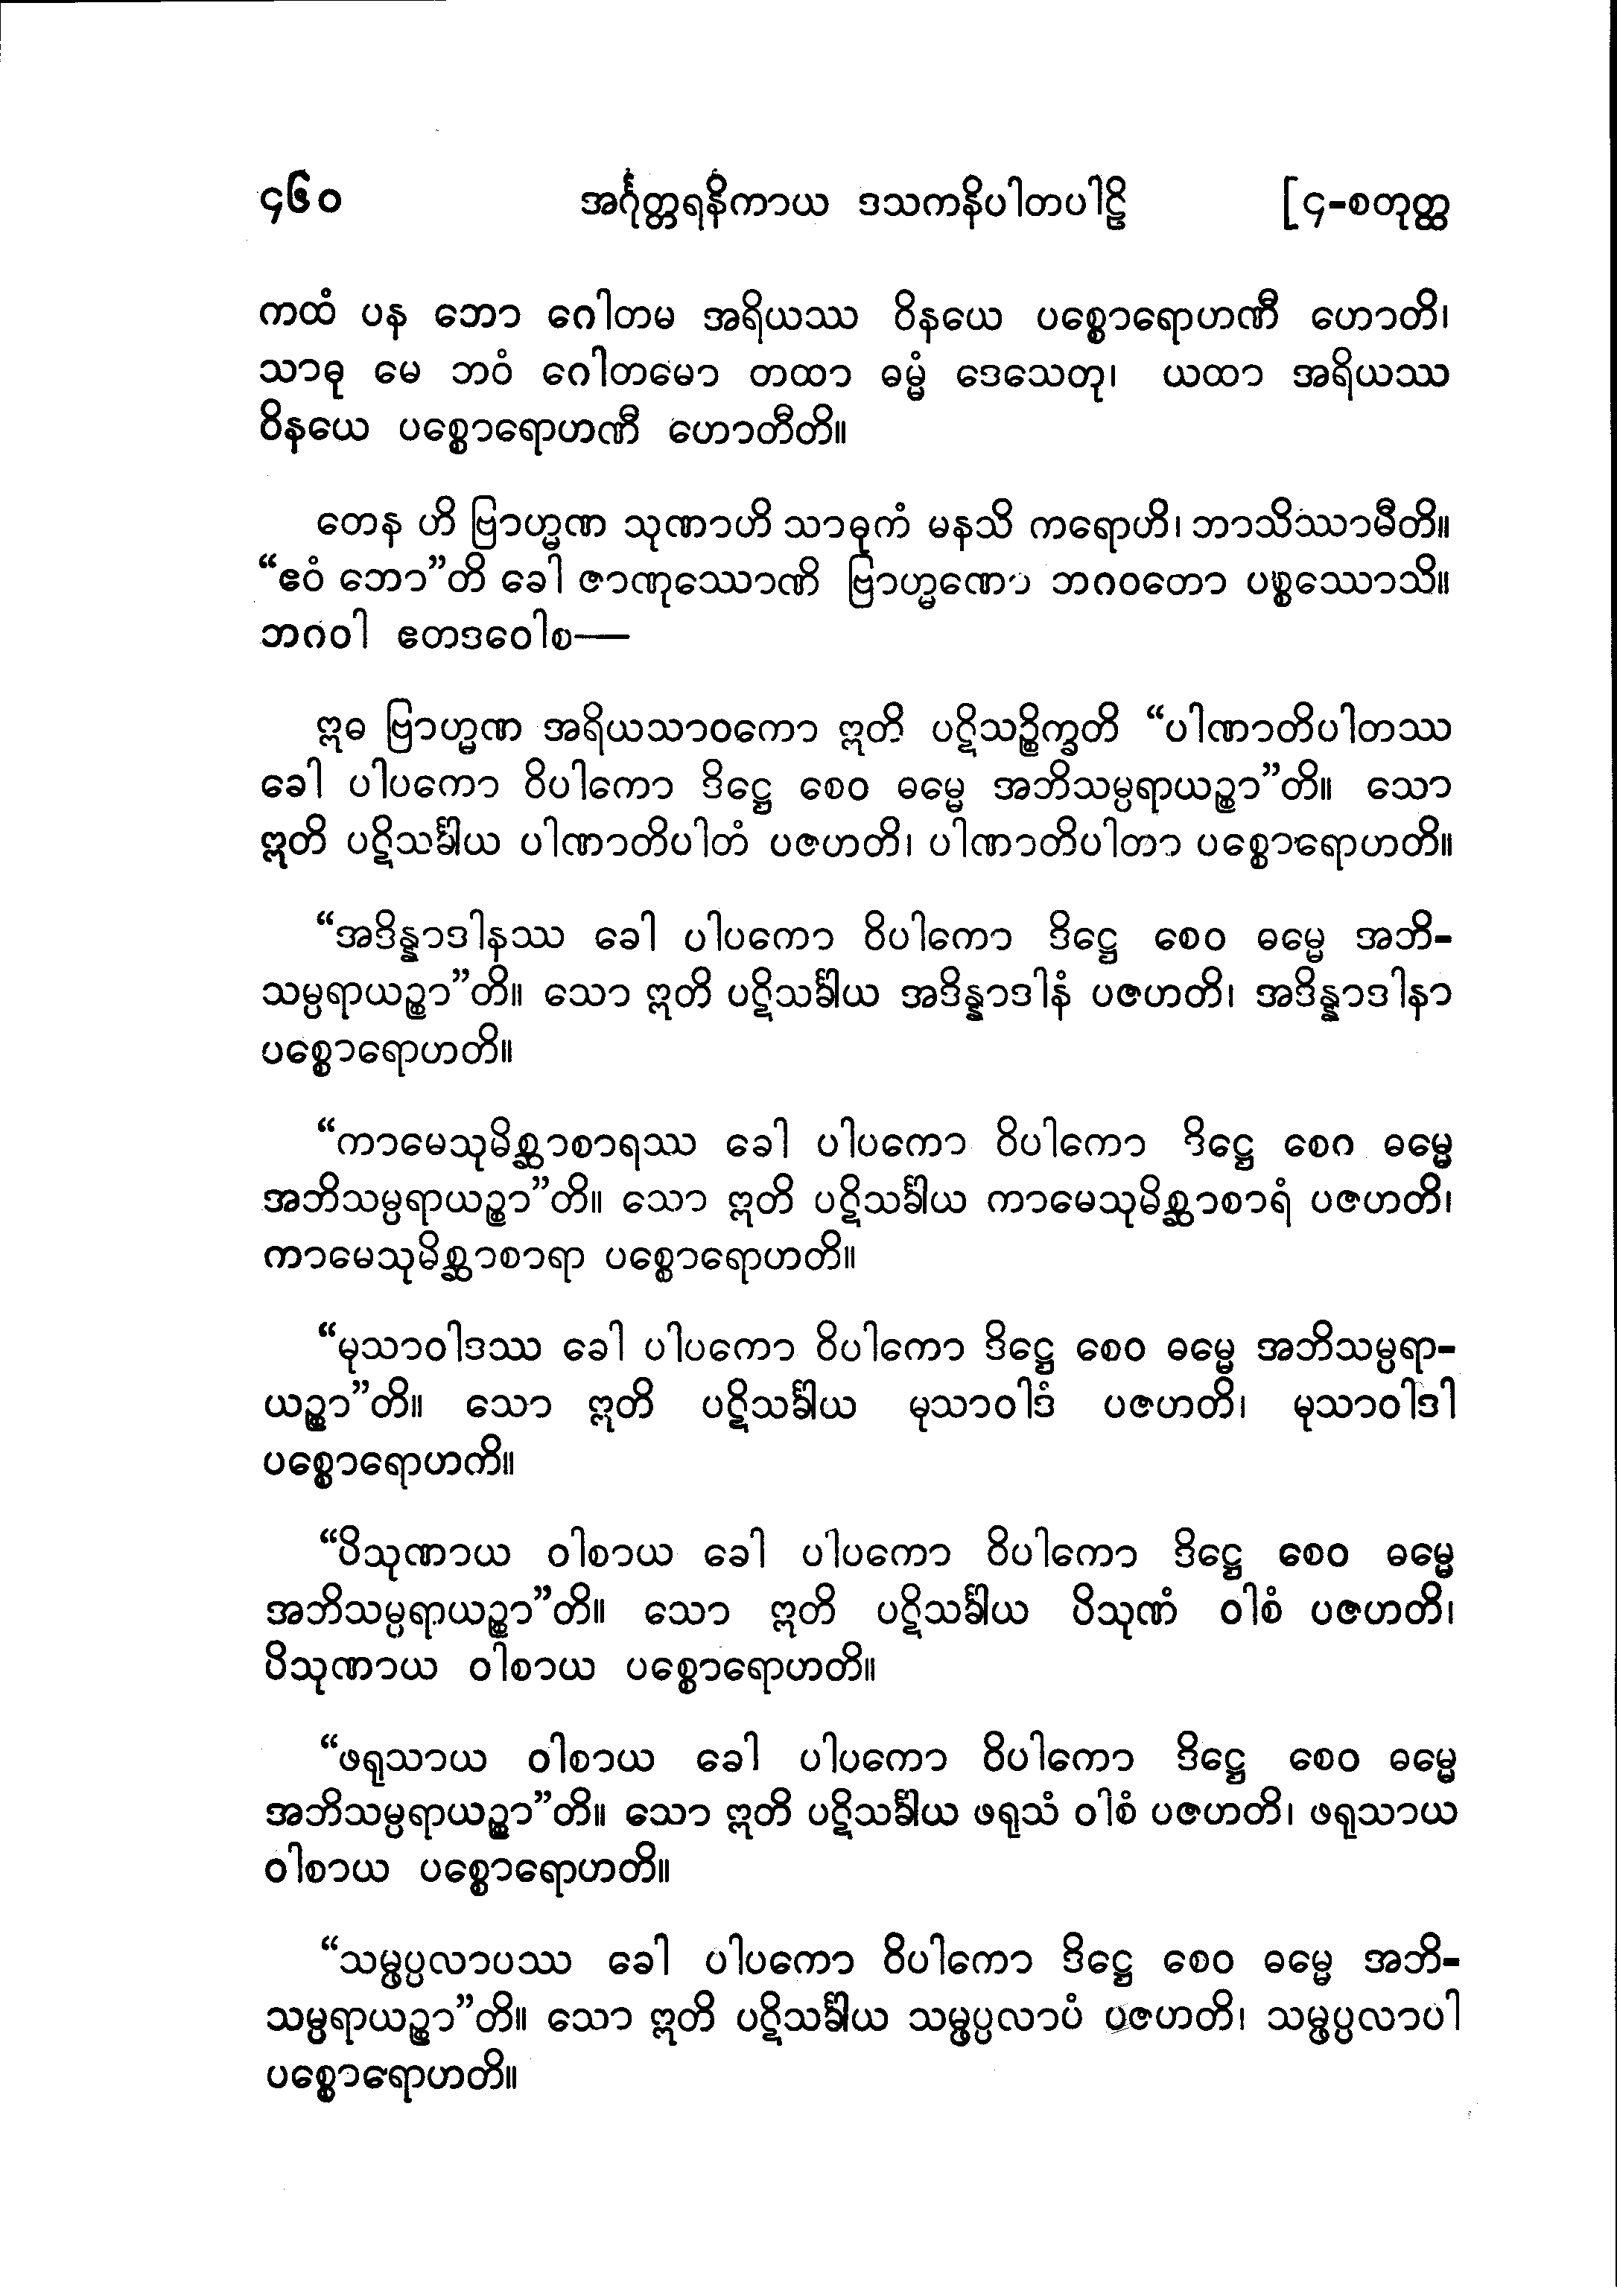 ၄၆၀ အင်္ဂုတ္တရနိကာယ ဒသကနိပါတပါဠိ [၄-စတုတ္ထ
ကထံ ပန ဘော ဂေါတမ အရိယဿ ဝိနယေ ပစ္စောရောဟဏီ ဟောတိ၊
သာဓု မေ ဘဝံ ဂေါတမော တထာ ဓမ္မံ ဒေသေတု၊ ယထာ အရိယဿ
ဝိနယေ ပစ္စောရောဟဏီ ဟောတီတိ။
တေန ဟိ ဗြာဟ္မဏ သုဏာဟိ သာဓုကံ မနသိ ကရောဟိ၊ ဘာသိဿာမီတိ။
“ဧဝံ ဘော”တိ ခေါ ဇာဏုဿောဏိ ဗြာဟ္မဏော ဘဂဝတော ပစ္စဿောသိ။
ဘဂဝါ ဧတဒဝေါစ—
ဣဓ ဗြာဟ္မဏ အရိယသာဝကော ဣတိ ပဋိသဉ္စိက္ခတိ “ပါဏာတိပါတဿ
ခေါ ပါပကော ဝိပါကော ဒိဋ္ဌေ စေဝ ဓမ္မေ အဘိသမ္ပရာယဉ္စာ”တိ။ သော
ဣတိ ပဋိသင်္ခါယ ပါဏာတိပါတံ ပဇဟတိ၊ ပါဏာတိပါတာ ပစ္စောရောဟတိ။
“အဒိန္နာဒါနဿ ခေါ ပါပကော ဝိပါကော ဒိဋ္ဌေ စေဝ ဓမ္မေ အဘိ-
သမ္ပရာယဉ္စာ”တိ။ သော ဣတိ ပဋိသင်္ခါယ အဒိန္နာဒါနံ ပဇဟတိ၊ အဒိန္နာဒါနာ
ပစ္စောရောဟတိ။
“ကာမေသုမိစ္ဆာစာရဿ ခေါ ပါပကော ဝိပါကော ဒိဋ္ဌေ စေဂ ဓမ္မေ
အဘိသမ္ပရာယဉ္စာ”တိ။ သော ဣတိ ပဋိသင်္ခါယ ကာမေသုမိစ္ဆာစာရံ ပဇဟတိ၊
ကာမေသုမိစ္ဆာစာရာ ပစ္စောရောဟတိ။
“မုသာဝါဒဿ ခေါ ပါပကော ဝိပါကော ဒိဋ္ဌေ စေဝ ဓမ္မေ အဘိသမ္ပရာ-
ယဉ္စာ”တိ။ သော ဣတိ ပဋိသင်္ခါယ မုသာဝါဒံ ပဇဟတိ၊ မုသာဝါဒါ
ပစ္စောရောဟကိ။
“ပိသုဏာယ ဝါစာယ ခေါ ပါပကော ဝိပါကော ဒိဋ္ဌေ စေဝ ဓမ္မေ
အဘိသမ္ပရာယဉ္စာ”တိ။ သော ဣတိ ပဋိသင်္ခါယ ပိသုဏံ ဝါစံ ပဇဟတိ၊
ပိသုဏာယ ဝါစာယ ပစ္စောရောဟတိ။
“ဖရုသာယ ဝါစာယ ခေါ ပါပကော ဝိပါကော ဒိဋ္ဌေ စေဝ ဓမ္မေ
အဘိသမ္ပရာယဉ္စာ”တိ။ သော ဣတိ ပဋိသင်္ခါယ ဖရုသံ ဝါစံ ပဇဟတိ၊ ဖရုသာယ
ဝါစာယ ပစ္စောရောဟတိ။
“သမ္ဖပ္ပလာပဿ ခေါ ပါပကော ဝိပါကော ဒိဋ္ဌေ စေဝ ဓမ္မေ အဘိ-
သမ္ပရာယဉ္စာ”တိ။ သော ဣတိ ပဋိသင်္ခါယ သမ္ဖပ္ပလာပံ ပဇဟတိ၊ သမ္ဖပ္ပလာပါ
ပစ္စောရောဟတိ။